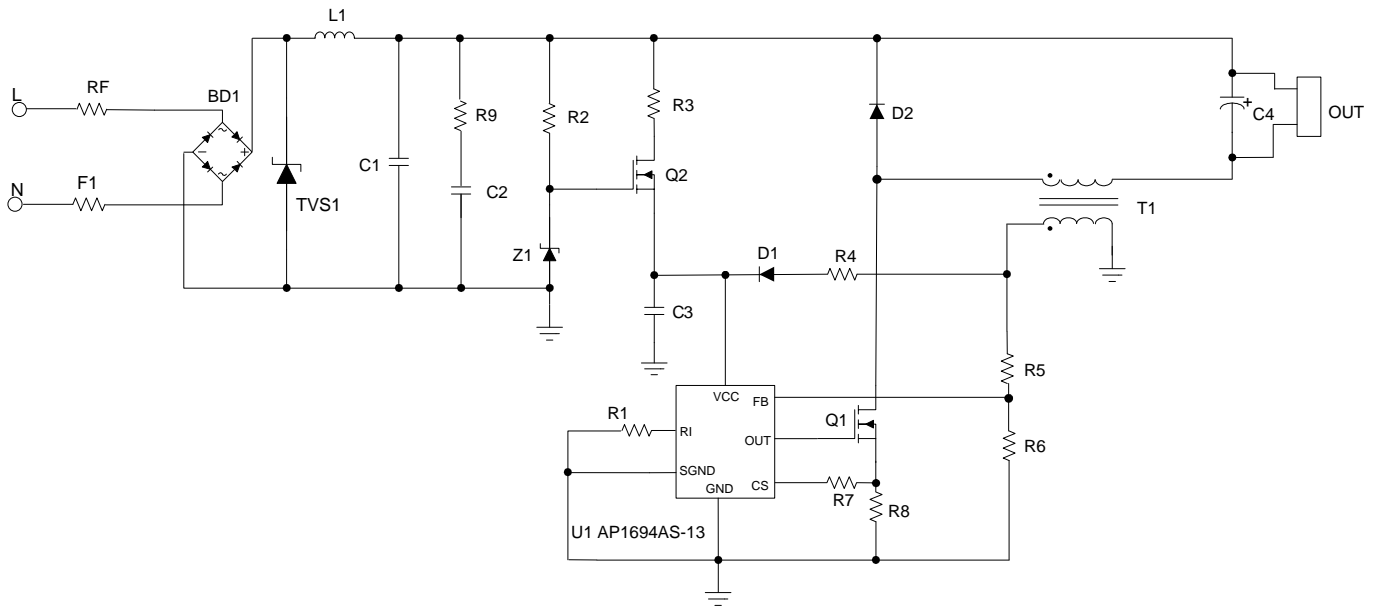 L1
L
RF
BD1
R9
R2
R3
D2
C4
+
OUT
~
-
+
~
C1
C2
Q2
N
F1
TVS1
T1
Z1
D1
R4
C3
R5
VCC
FB
R1
RI
Q1
OUT
R6
SGND
GND
CS
R7
R8
U1 AP1694AS-13